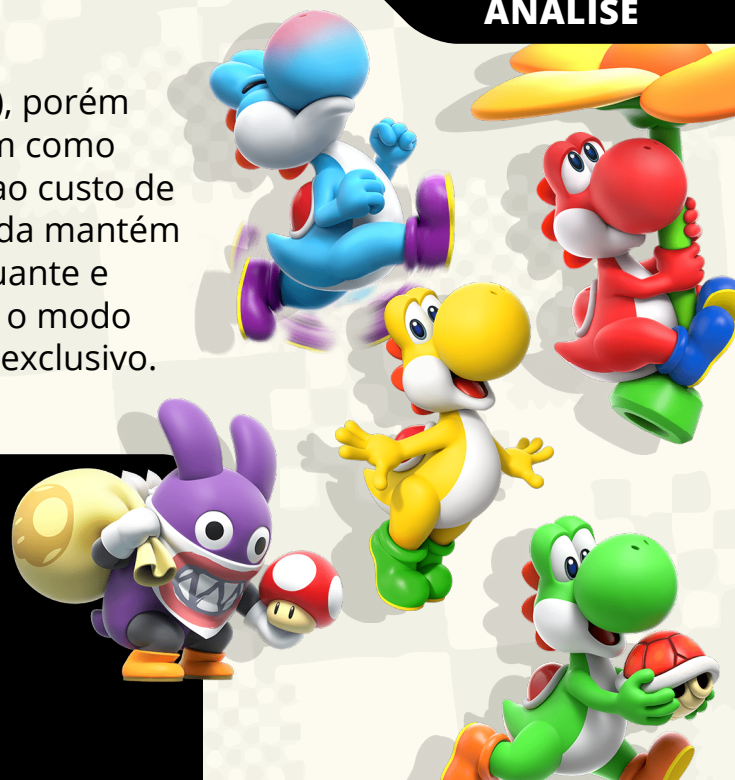 ANÁLISE
), porém
m como
ao custo de
da mantém
uante e
o modo
exclusivo.